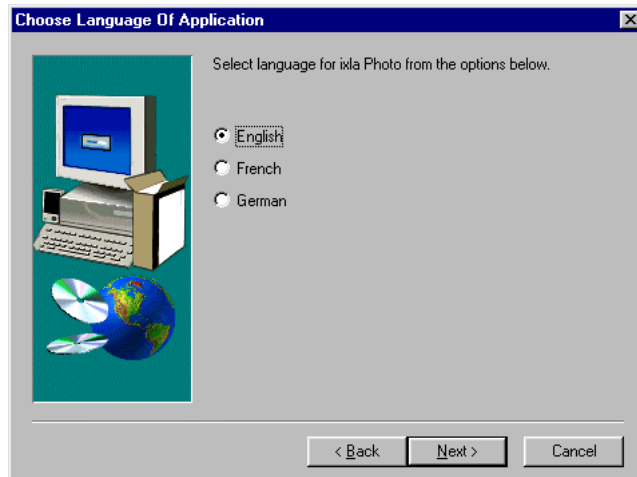 Choose Language Of Application
Select language for ixla Photo from the options below.
English
French
German
< Back
Next >
Cancel